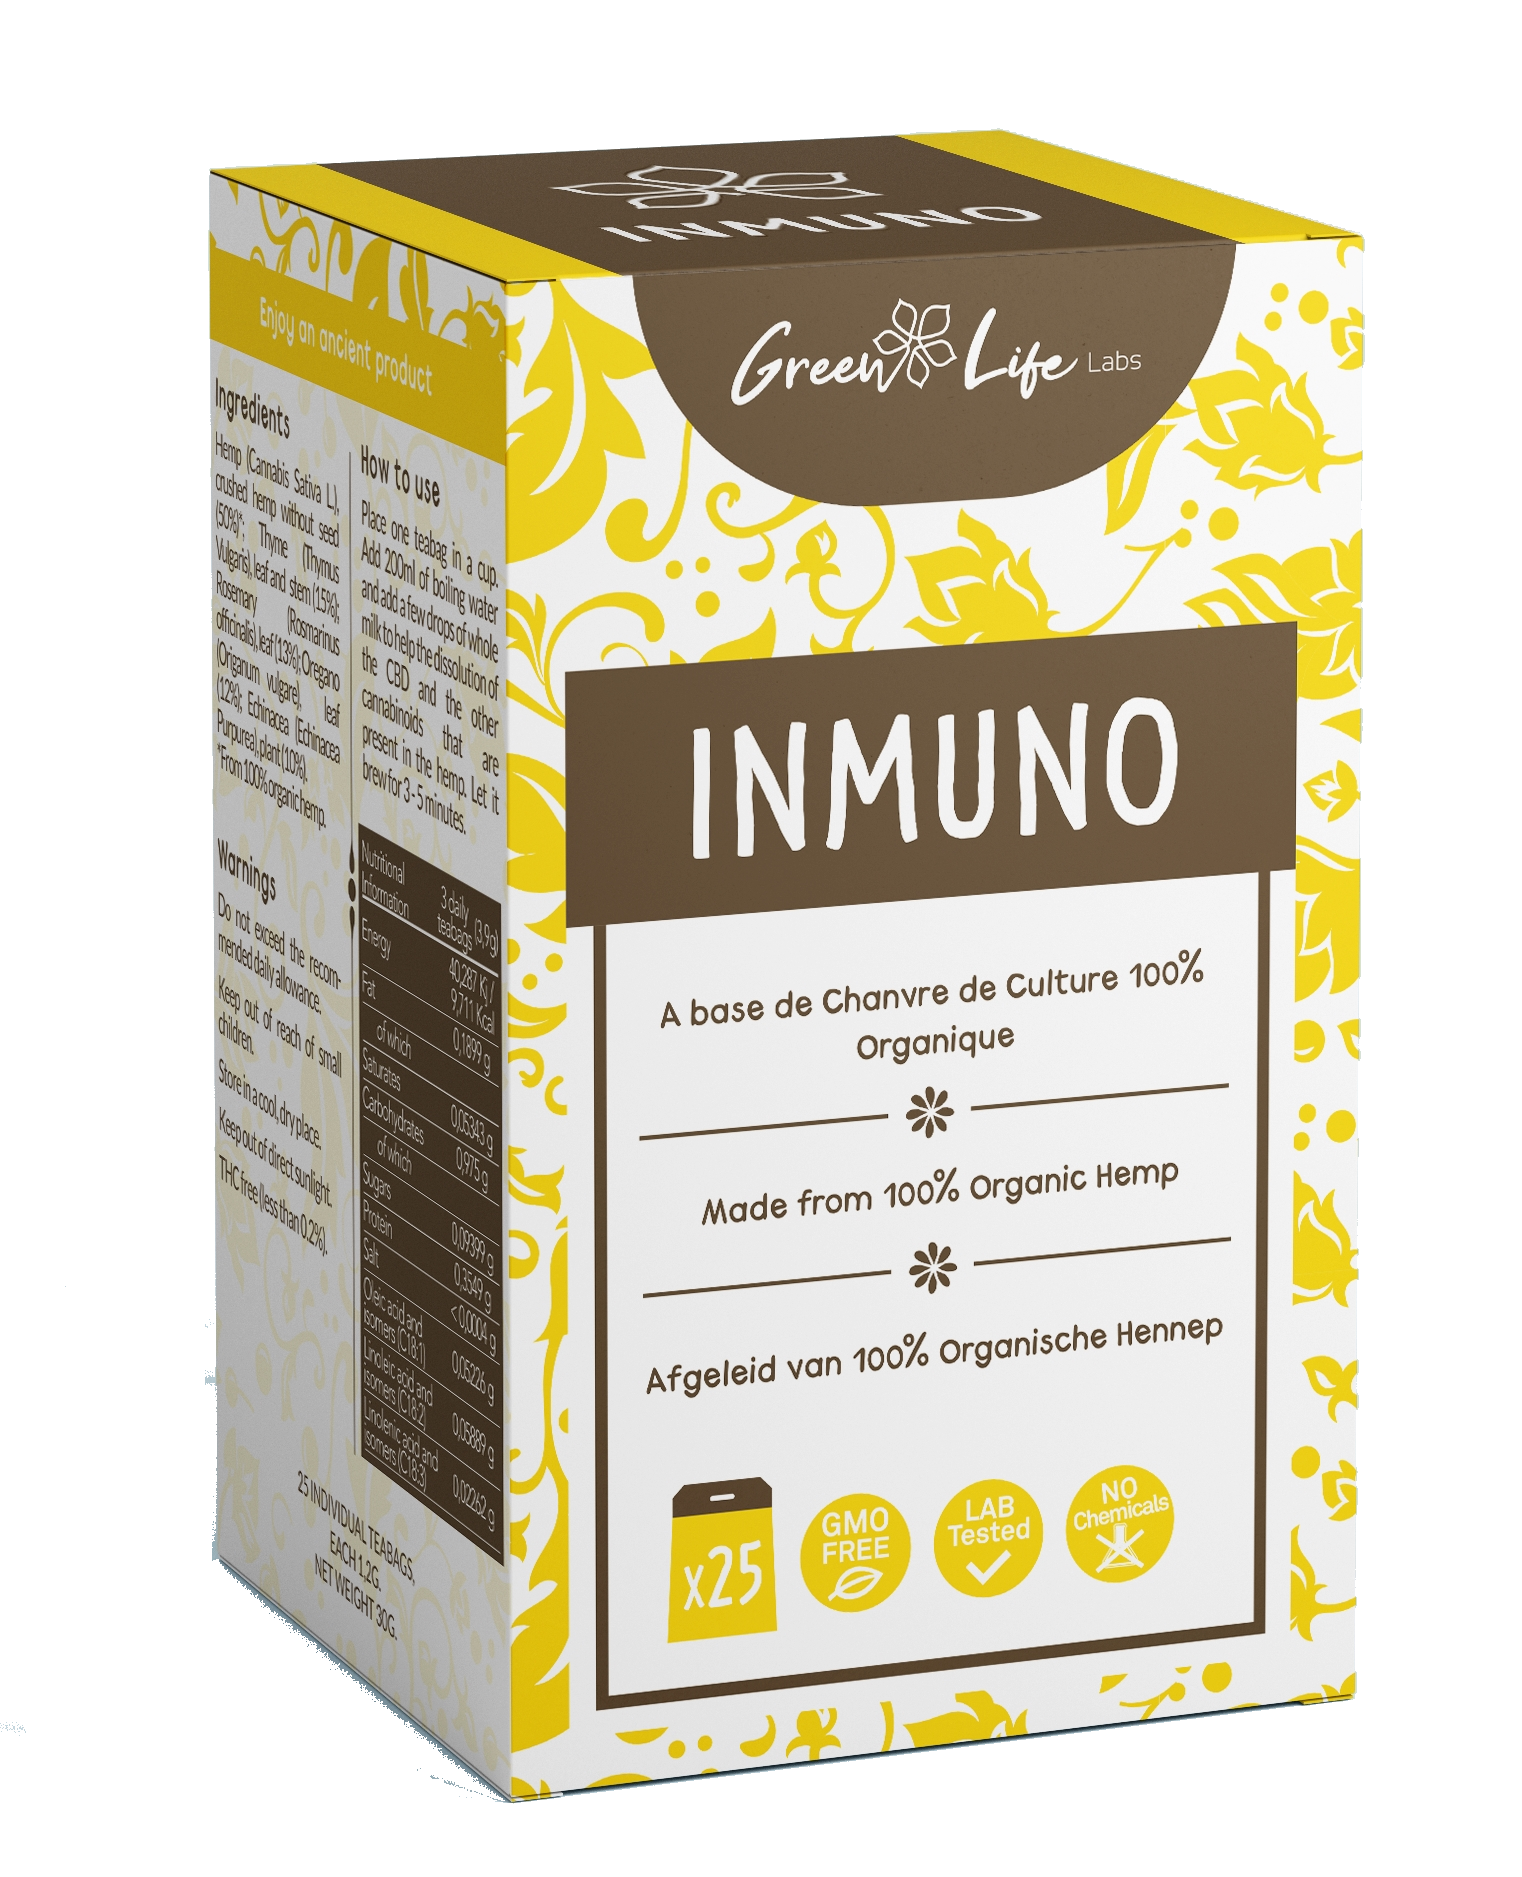 INMUNO
Green Life Labs
INMUNO
A base de Chanvre de Culture 100%
Organique
Made from 100% Organic Hemp
Afgeleid van 100% Organische Hennep
x25
GMO
FREE
LAB
Tested
NO
Chemicals
Enjoy an ancient product
Ingredients
Hemp (Cannabis Sativa L.),
crushed hemp without seed
(50%)*; Thyme (Thymus
Vulgaris), leaf and stem (15%);
Rosemary (Rosmarinus
officinalis), leaf (13%); Oregano
(Origanum vulgare), leaf
(12%); Echinacea (Echinacea
Purpurea), plant (10%).
*From 100% organic hemp.
Warnings
Do not exceed the recom-
mended daily allowance.
Keep out of reach of small
children.
Store in a cool, dry place.
Keep out of direct sunlight.
THC free (less than 0.2%).
How to use
Place one teabag in a cup.
Add 200ml of boiling water
and add a few drops of whole
milk to help the dissolution of
the CBD and the other
cannabinoids that are
present in the hemp. Let it
brew for 3 - 5 minutes.
Nutritional
Information
3 daily
teabags (3,9g)
Energy
40,287 Kj /
9,711 Kcal
Fat
0,1899 g
of which
Saturates
0,05343 g
Carbohydrates
0,975 g
of which
Sugars
0,09399 g
Protein
0,3549 g
Salt
<0,0004 g
Oleic acid and
isomers (C18:1)
0,05226 g
Linoleic acid and
isomers (C18:2)
0,05889 g
Linolenic acid and
isomers (C18:3)
0,02262 g
25 INDIVIDUAL TEABAGS,
EACH 1,2G.
NET WEIGHT 30G.